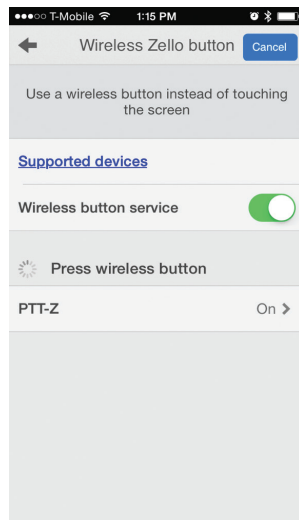 T-Mobile 1:15 PM
Wireless Zello button Cancel
Use a wireless button instead of touching
the screen
Supported devices
Wireless button service
Press wireless button
PTT-Z On